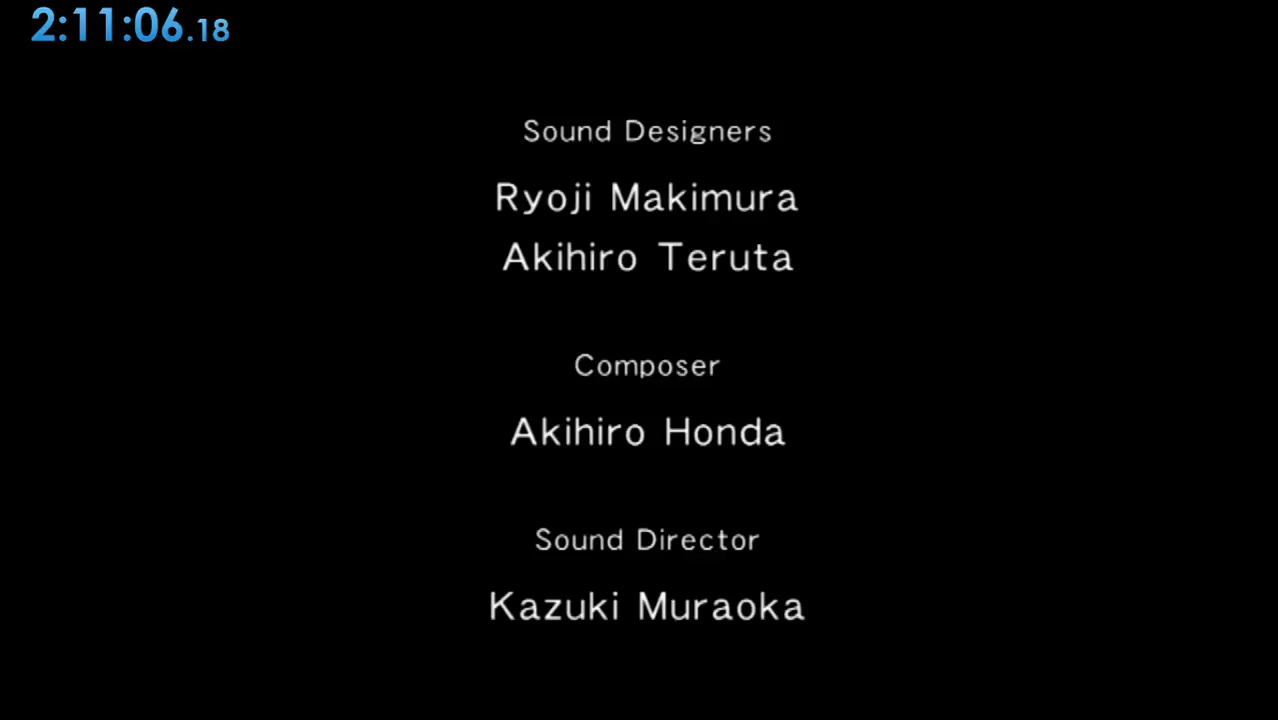 2:11:06.18
Sound Designers
Ryoji Makimura
Akihiro Teruta
Composer
Akihiro Honda
Sound Director
Kazuki Muraoka